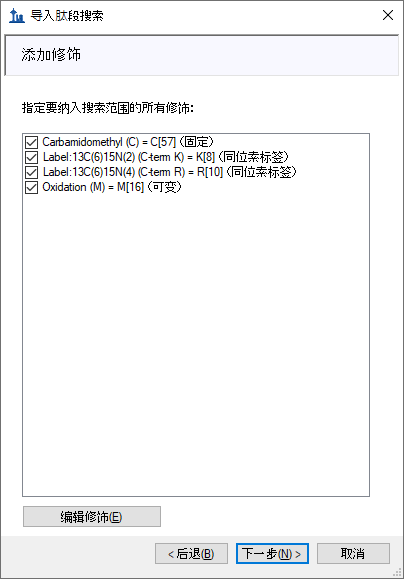 导入肽段搜索
添加修饰
指定要纳入搜索范围的所有修饰:
Carbamidomethyl (C) = C[57] (固定)
Label:13C(6)15N(2) (C-term K) = K[8] (同位素标签)
Label:13C(6)15N(4) (C-term R) = R[10] (同位素标签)
Oxidation (M) = M[16] (可变)
编辑修饰(E)
< 后退(B) 下一步(N) > 取消